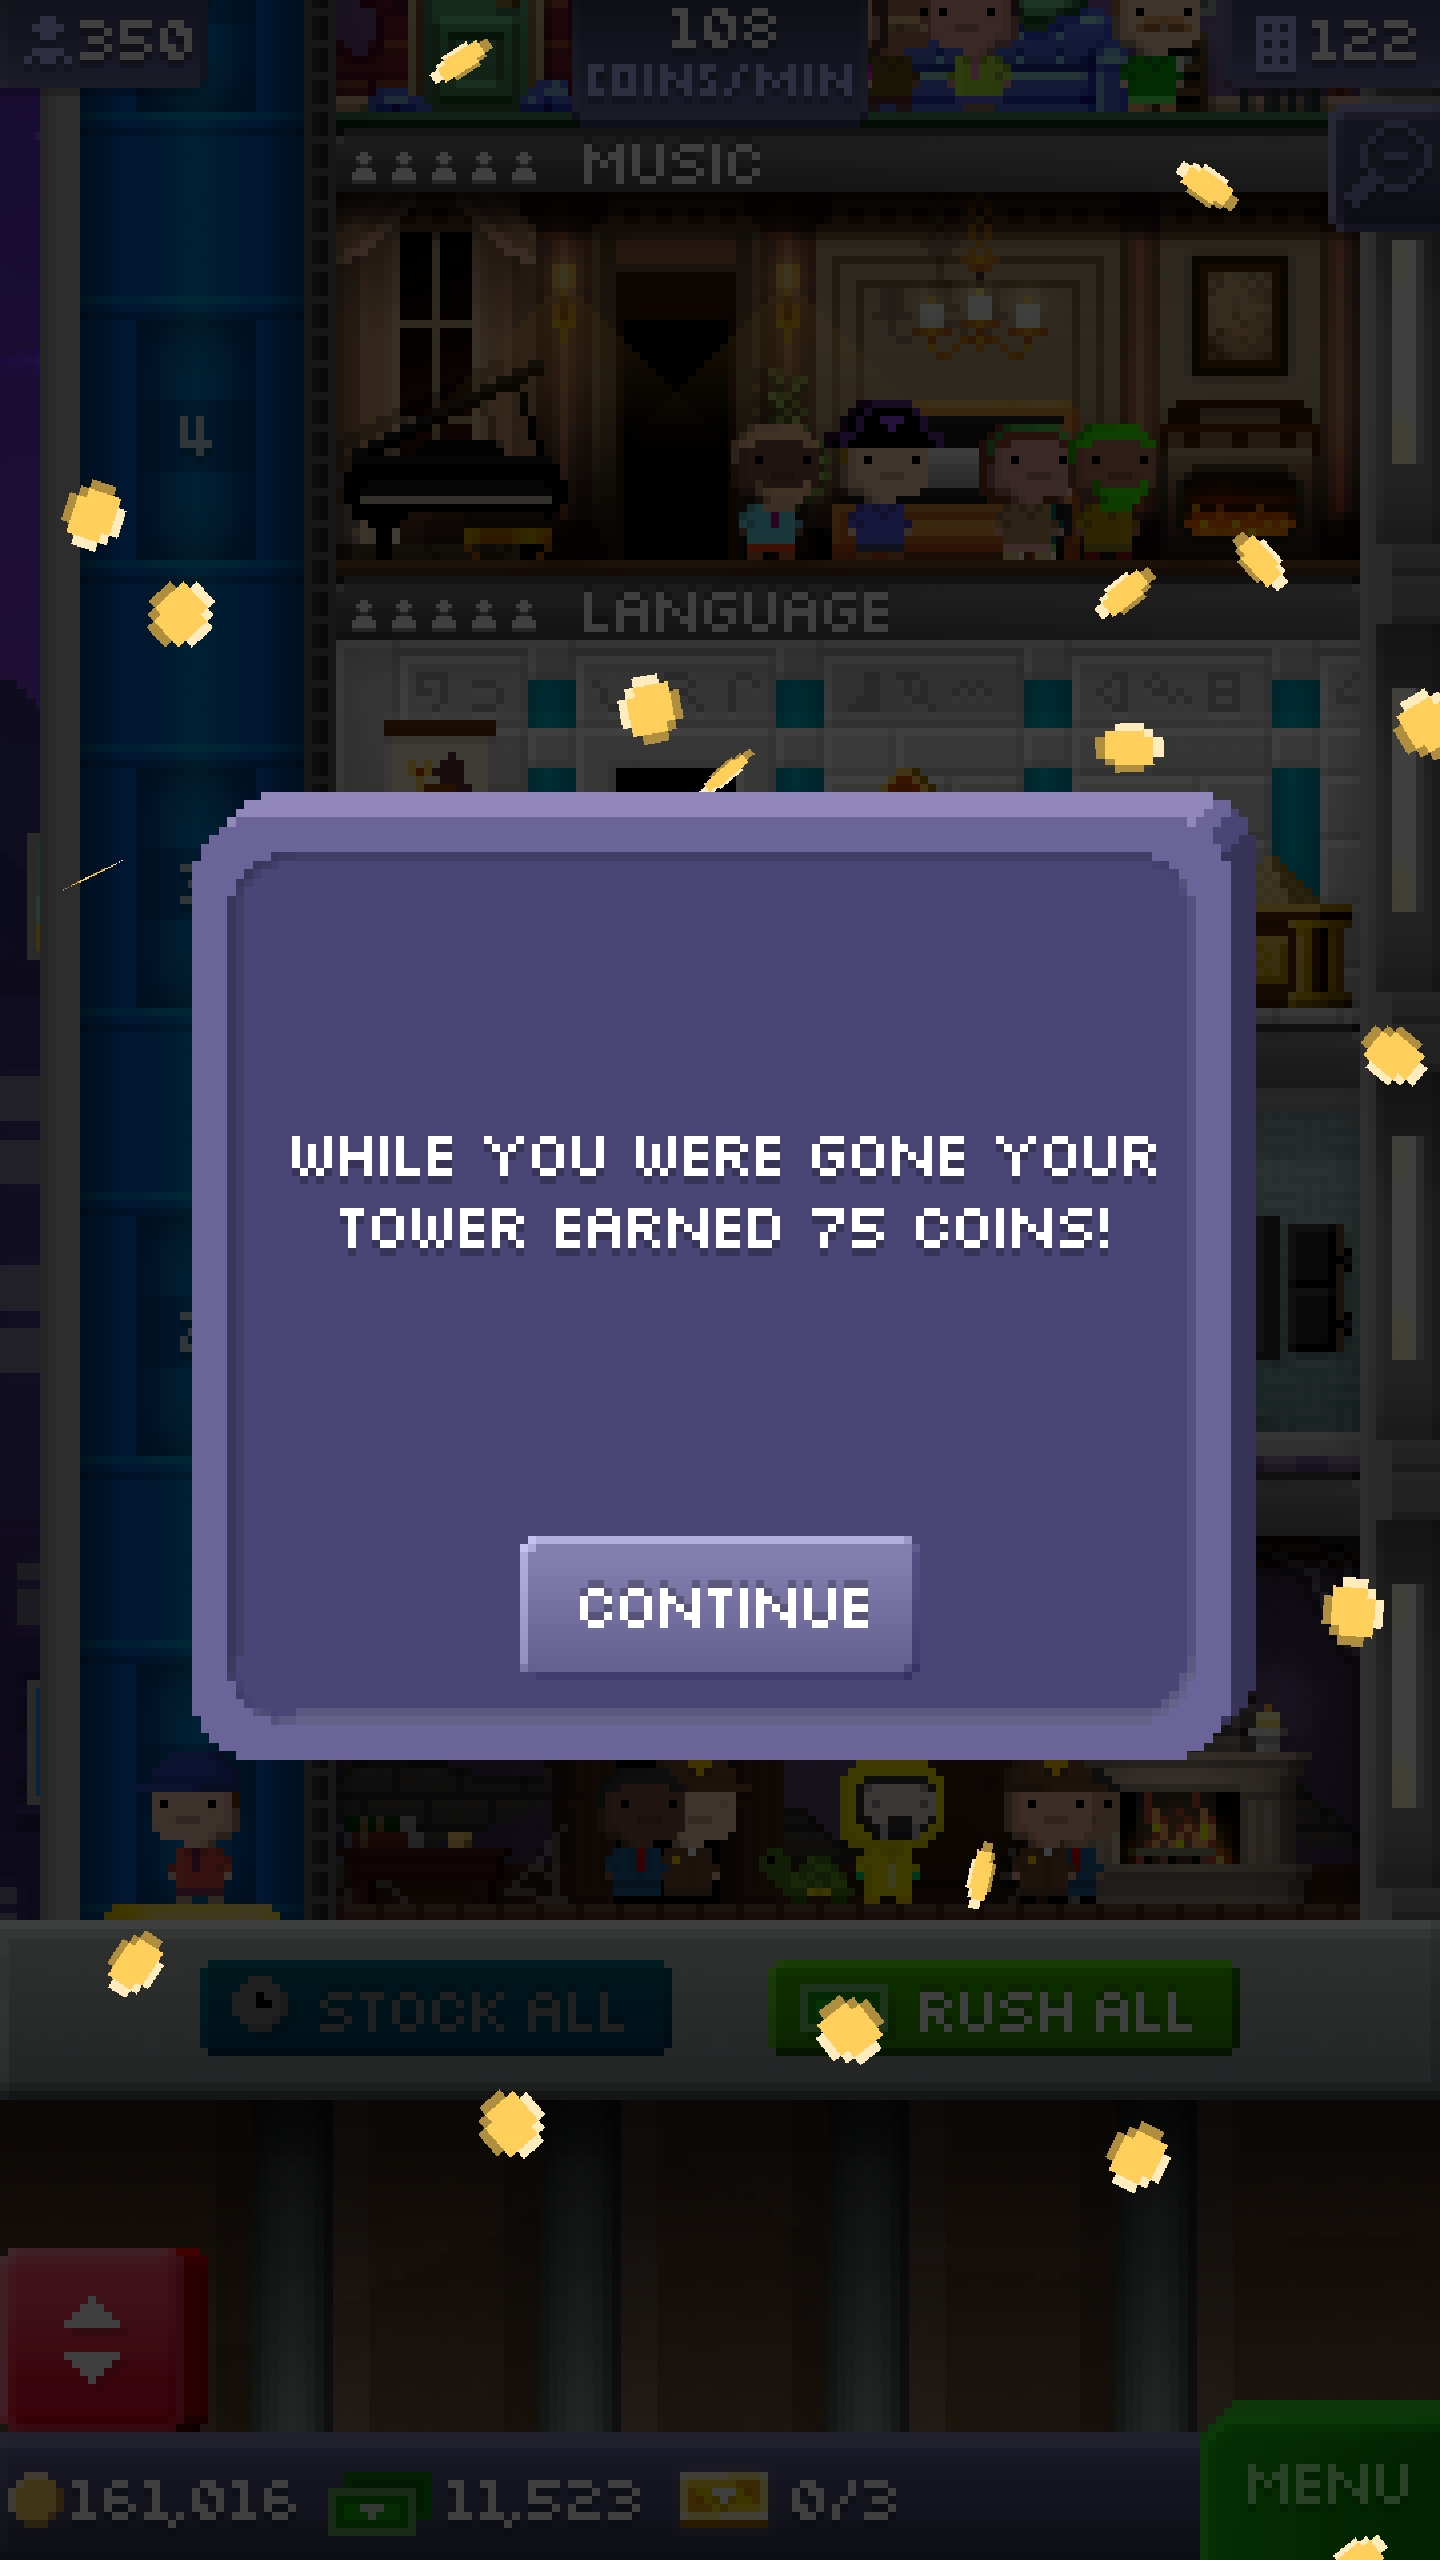 350
108
COINS/MIN
122
MUSIC
4
LANGUAGE
WHILE YOU WERE GONE YOUR
TOWER EARNED 75 COINS!
CONTINUE
STOCK ALL
RUSH ALL
161,016
11,523
0/3
MENU